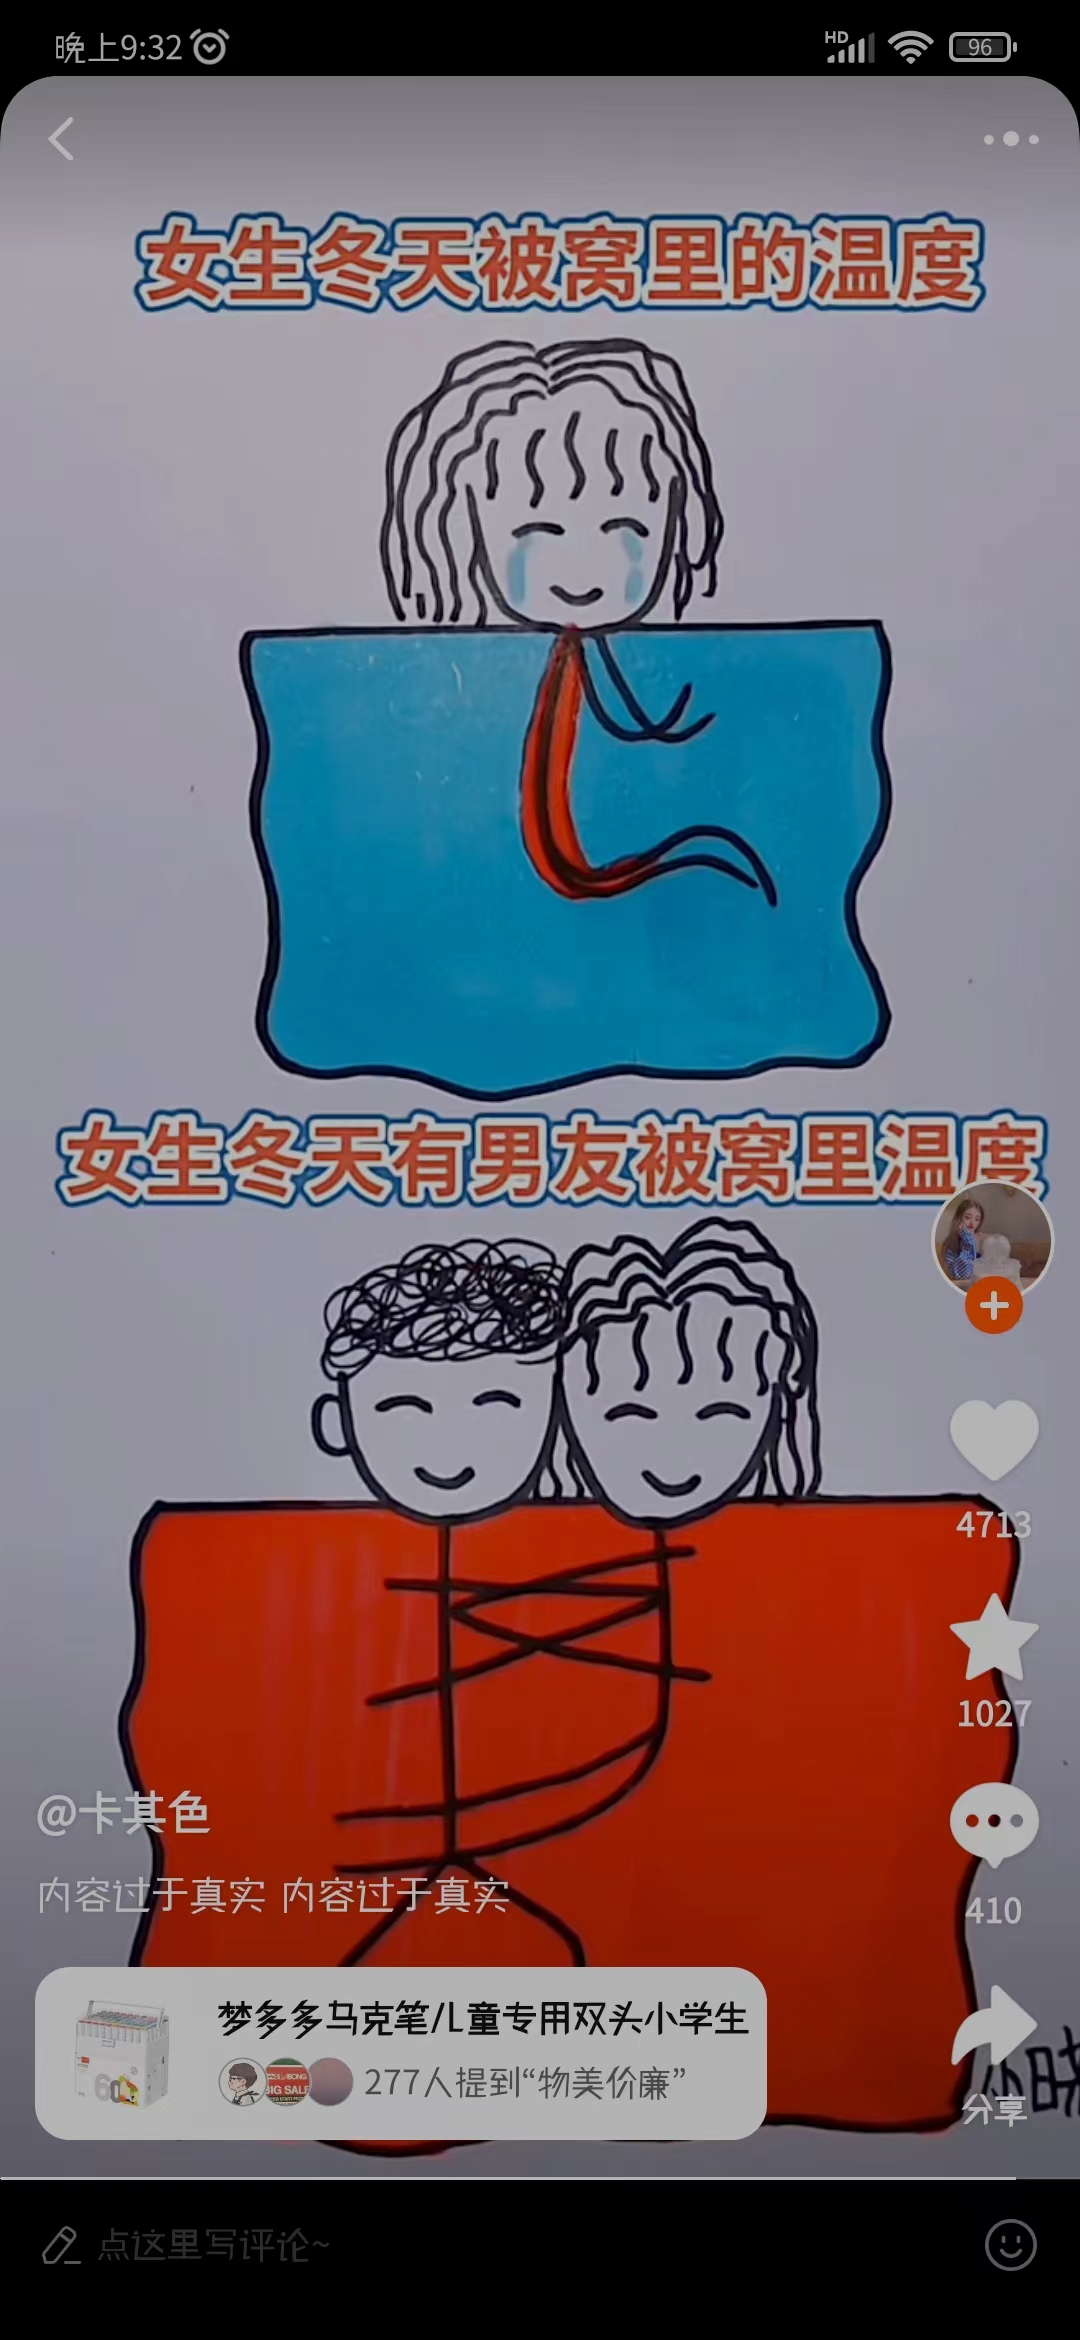 晚上9:32
HD
96
女生冬天被窝里的温度
女生冬天有男友被窝里温度
4713
1027
410
@卡其色
内容过于真实 内容过于真实
梦多多马克笔/儿童专用双头小学生
277人提到“物美价廉”
BIG SALE
60
分享
点这里写评论~